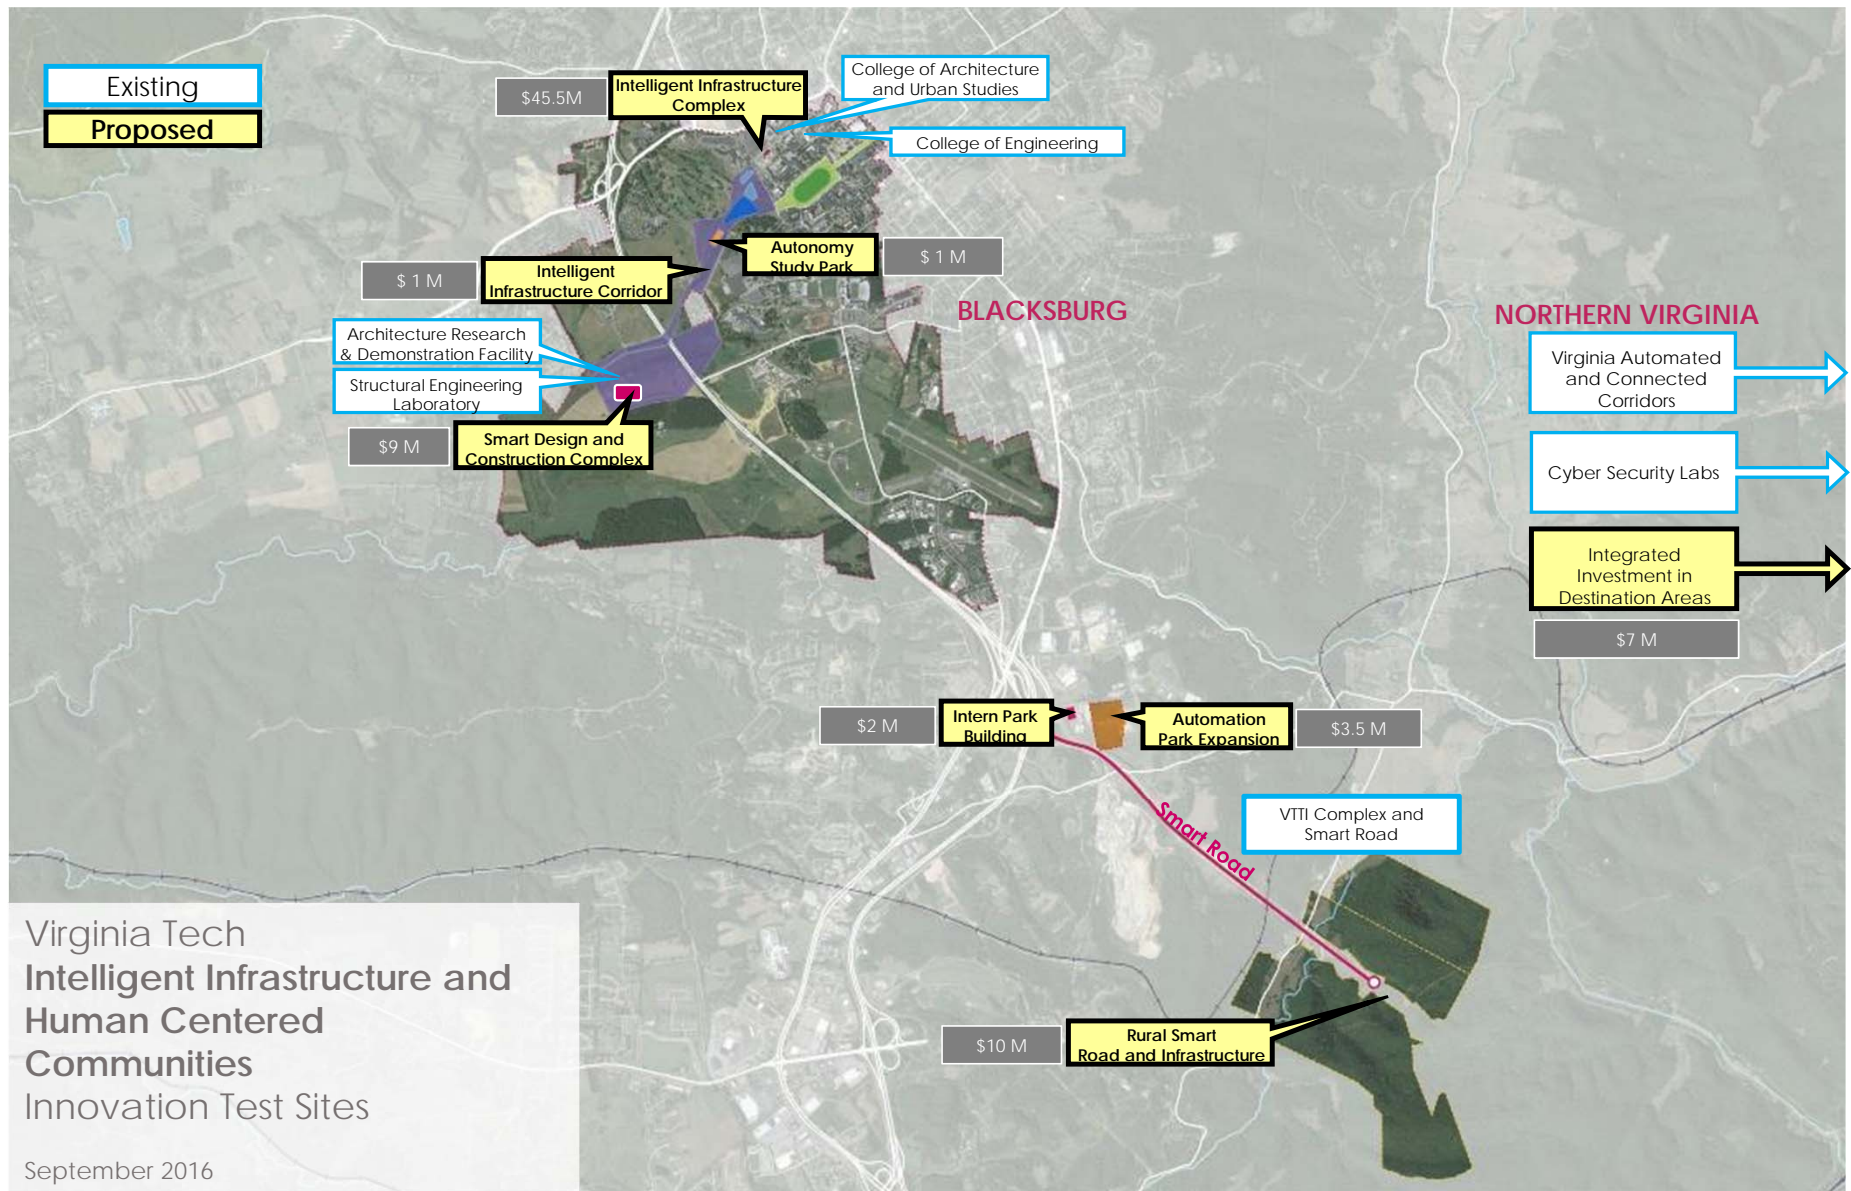 Existing
Proposed
$45.5M
Intelligent Infrastructure
Complex
College of Architecture
and Urban Studies
College of Engineering
Autonomy
Study Park
$ 1 M
$ 1 M
Intelligent
Infrastructure Corridor
BLACKSBURG
Architecture Research
& Demonstration Facility
Structural Engineering
Laboratory
$9 M
Smart Design and
Construction Complex
NORTHERN VIRGINIA
Virginia Automated
and Connected
Corridors
Cyber Security Labs
Integrated
Investment in
Destination Areas
$7 M
$2 M
Intern Park
Building
Automation
Park Expansion
$3.5 M
Smart Road
VTTI Complex and
Smart Road
$10 M
Rural Smart
Road and Infrastructure
Virginia Tech
Intelligent Infrastructure and
Human Centered
Communities
Innovation Test Sites
September 2016